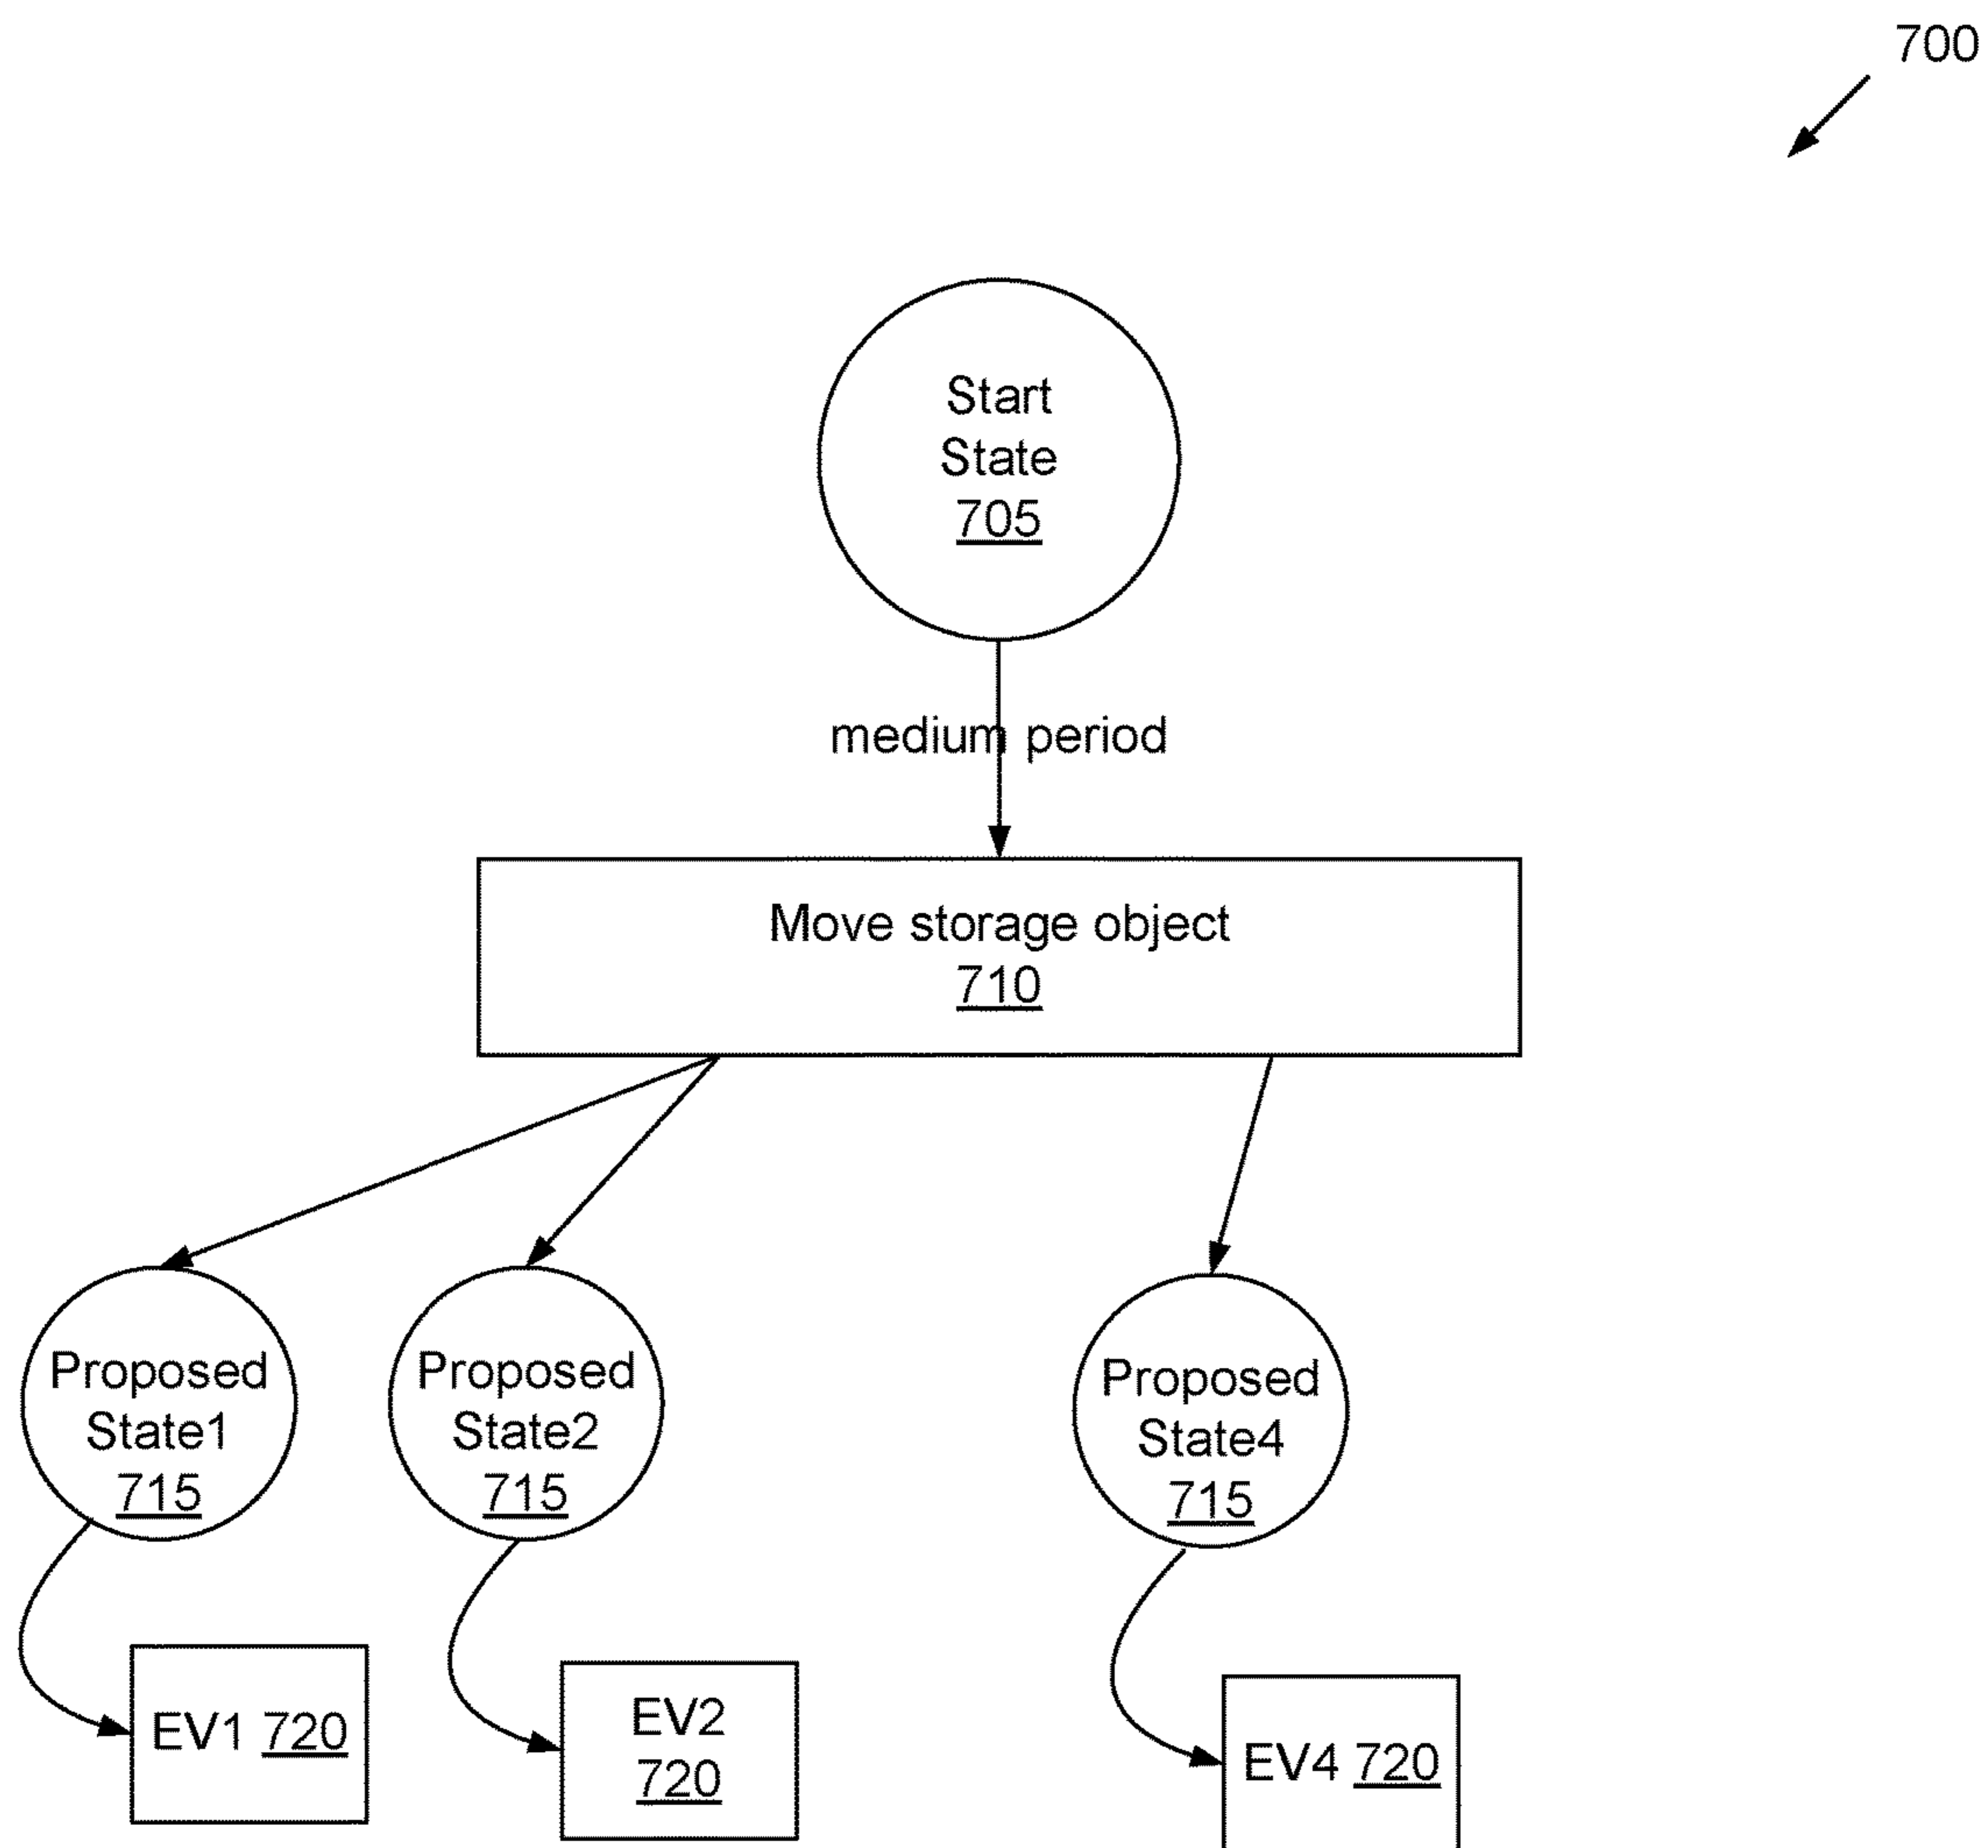 700
Start
State
705
medium period
Move storage object
710
Proposed
State1
715
Proposed
State2
715
Proposed
State4
715
EV1 720
EV2
720
EV4 720